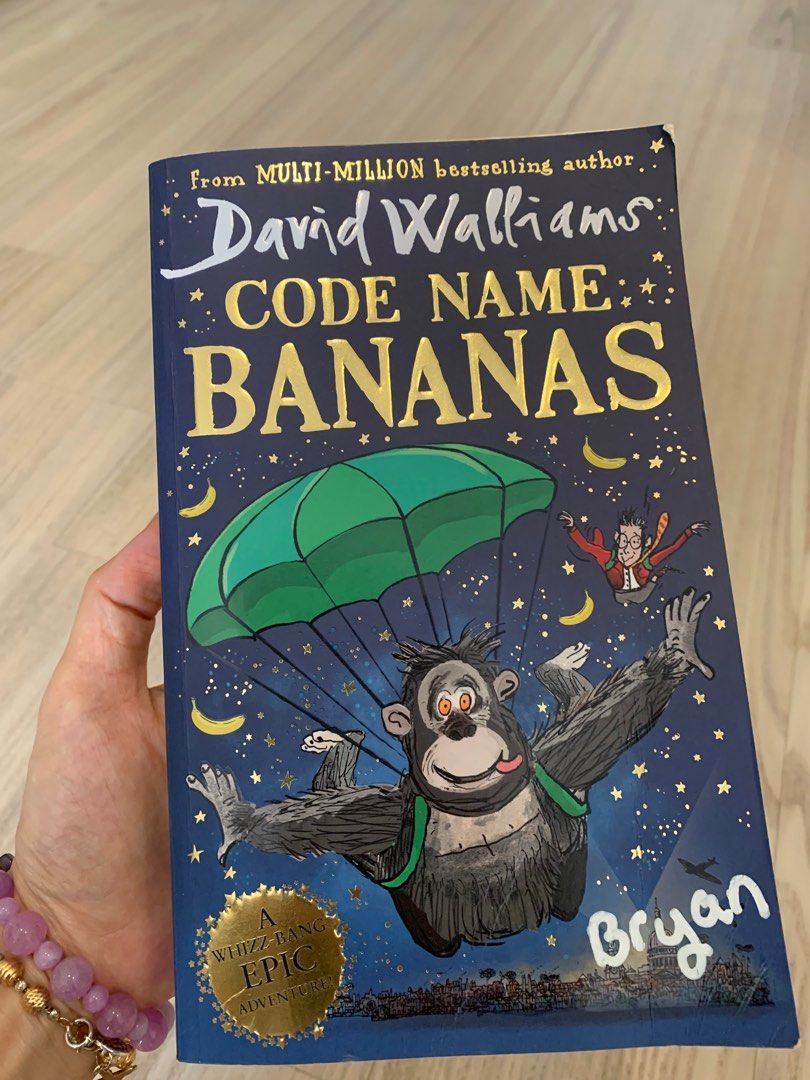 From MULTI-MILLION bestselling author
David Walliams
CODE NAME
BANANAS
A
WHIZZ-BANG
EPIC
ADVENTURE!
Bryan